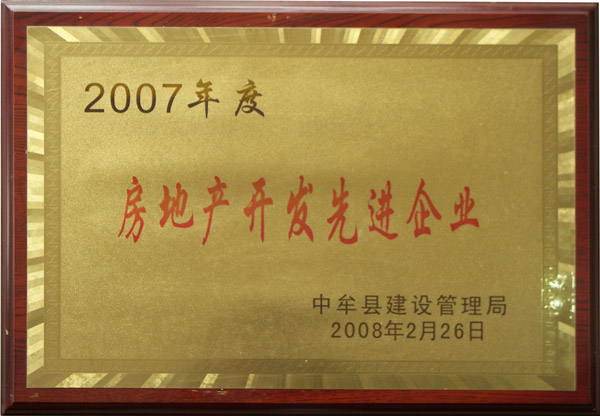 2007年度
房地产开发先进企业
中牟县建设管理局
2008年2月26日